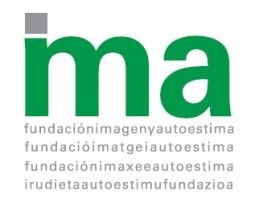 ima
fundaciónimagenyautoestima
fundacióimatgeiautoestima
fundaciónimaxeeautoestima
irudietaautoestimufundazioa